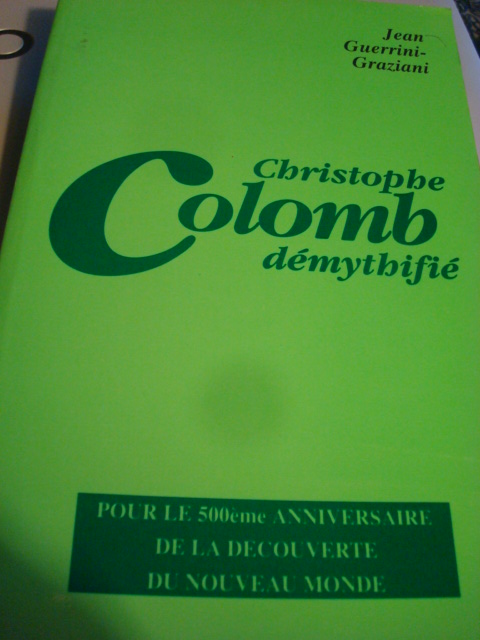 Jean
Guerrini-
Graziani
Christophe
Colomb
démythifié
POUR LE 500ème ANNIVERSAIRE
DE LA DECOUVERTE
DU NOUVEAU MONDE